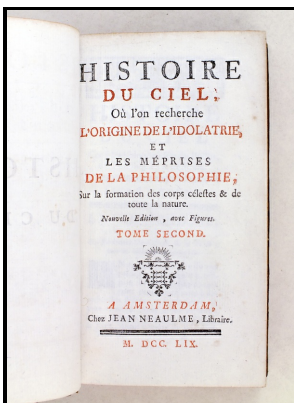 HISTOIRE
DU CIEL,
Où l'on recherche
L'ORIGINE DE L'IDOLATRIE,
ET
LES MÉPRISES
DE LA PHILOSOPHIE,
Sur la formation des corps célestes & de
toute la nature.
Nouvelle Edition, avec Figures.
TOME SECOND.
A AMSTERDAM,
Chez JEAN NEAULME, Libraire.
M. DCC. LIX.